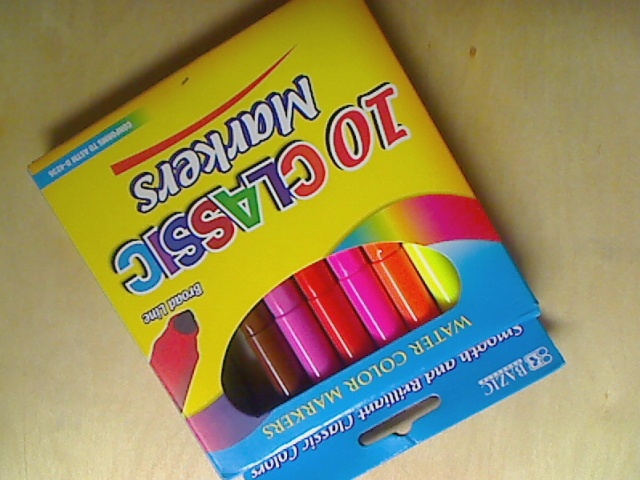 BAZIC
Smooth and Brilliant Classic Colors
WATER COLOR MARKERS
Broad Line
10 CLASSIC
Markers
CONFORMS TO ASTM D-4236